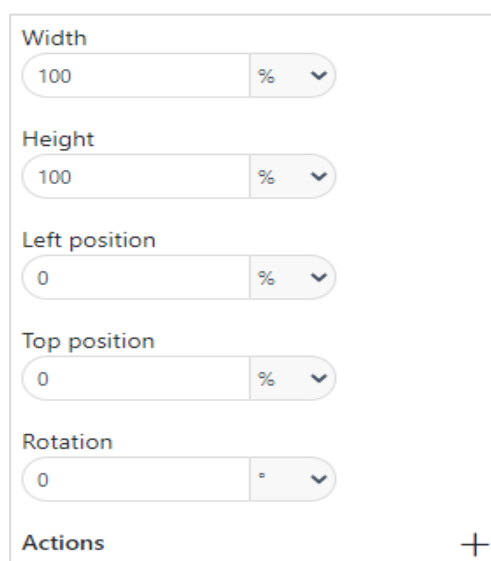 Width
100 %
Height
100 %
Left position
0 %
Top position
0 %
Rotation
0 °
Actions